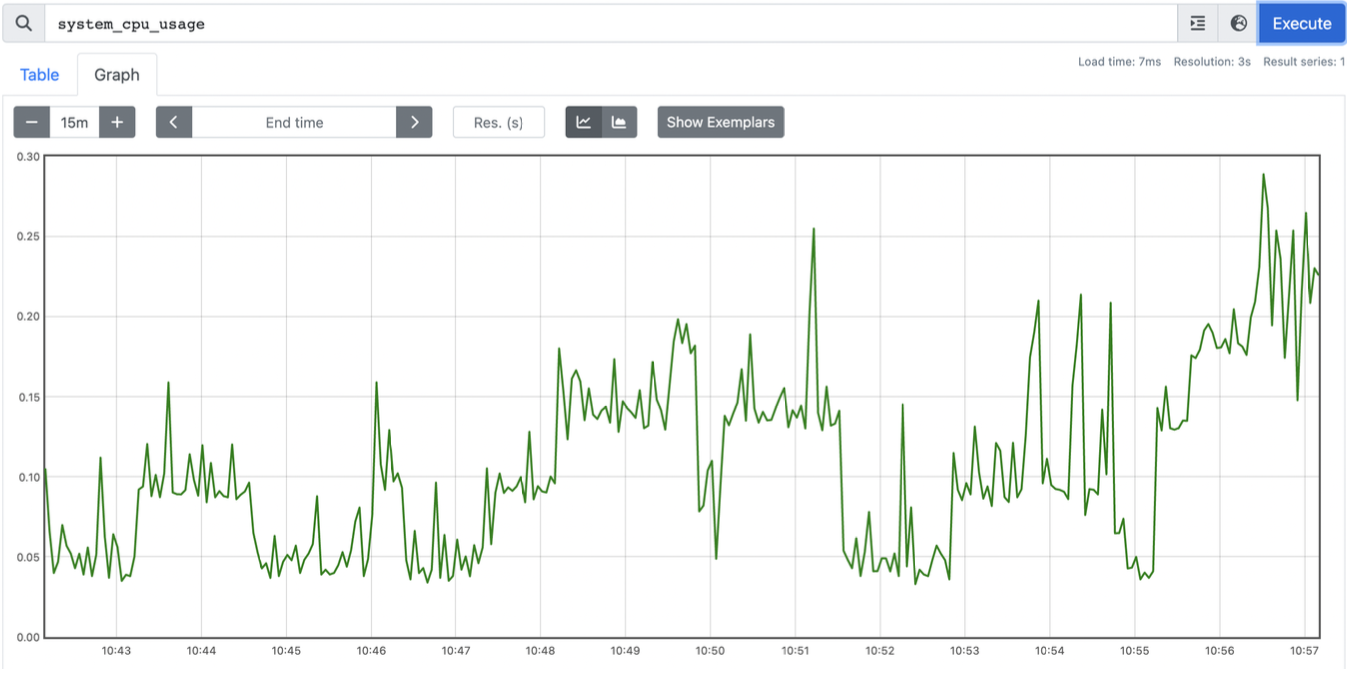 system_cpu_usage
Execute
Load time: 7ms Resolution: 3s Result series: 1
Table
Graph
− 15m +
End time
Res. (s)
Show Exemplars
0.30
0.25
0.20
0.15
0.10
0.05
0.00
10:43 10:44 10:45 10:46 10:47 10:48 10:49 10:50 10:51 10:52 10:53 10:54 10:55 10:56 10:57